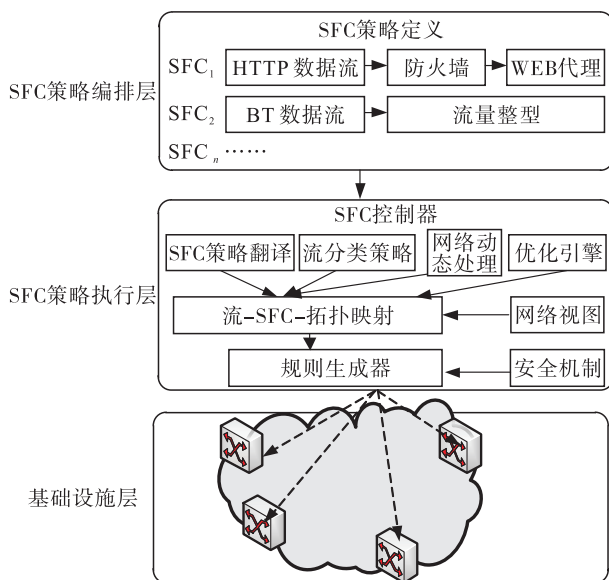 SFC策略定义
SFC策略编排层
SFC1 HTTP 数据流 防火墙 WEB代理
SFC2 BT 数据流 流量整型
SFCn ……
SFC控制器
SFC策略执行层
SFC策略翻译 流分类策略 网络动态处理 优化引擎
流–SFC–拓扑映射 网络视图
规则生成器 安全机制
基础设施层